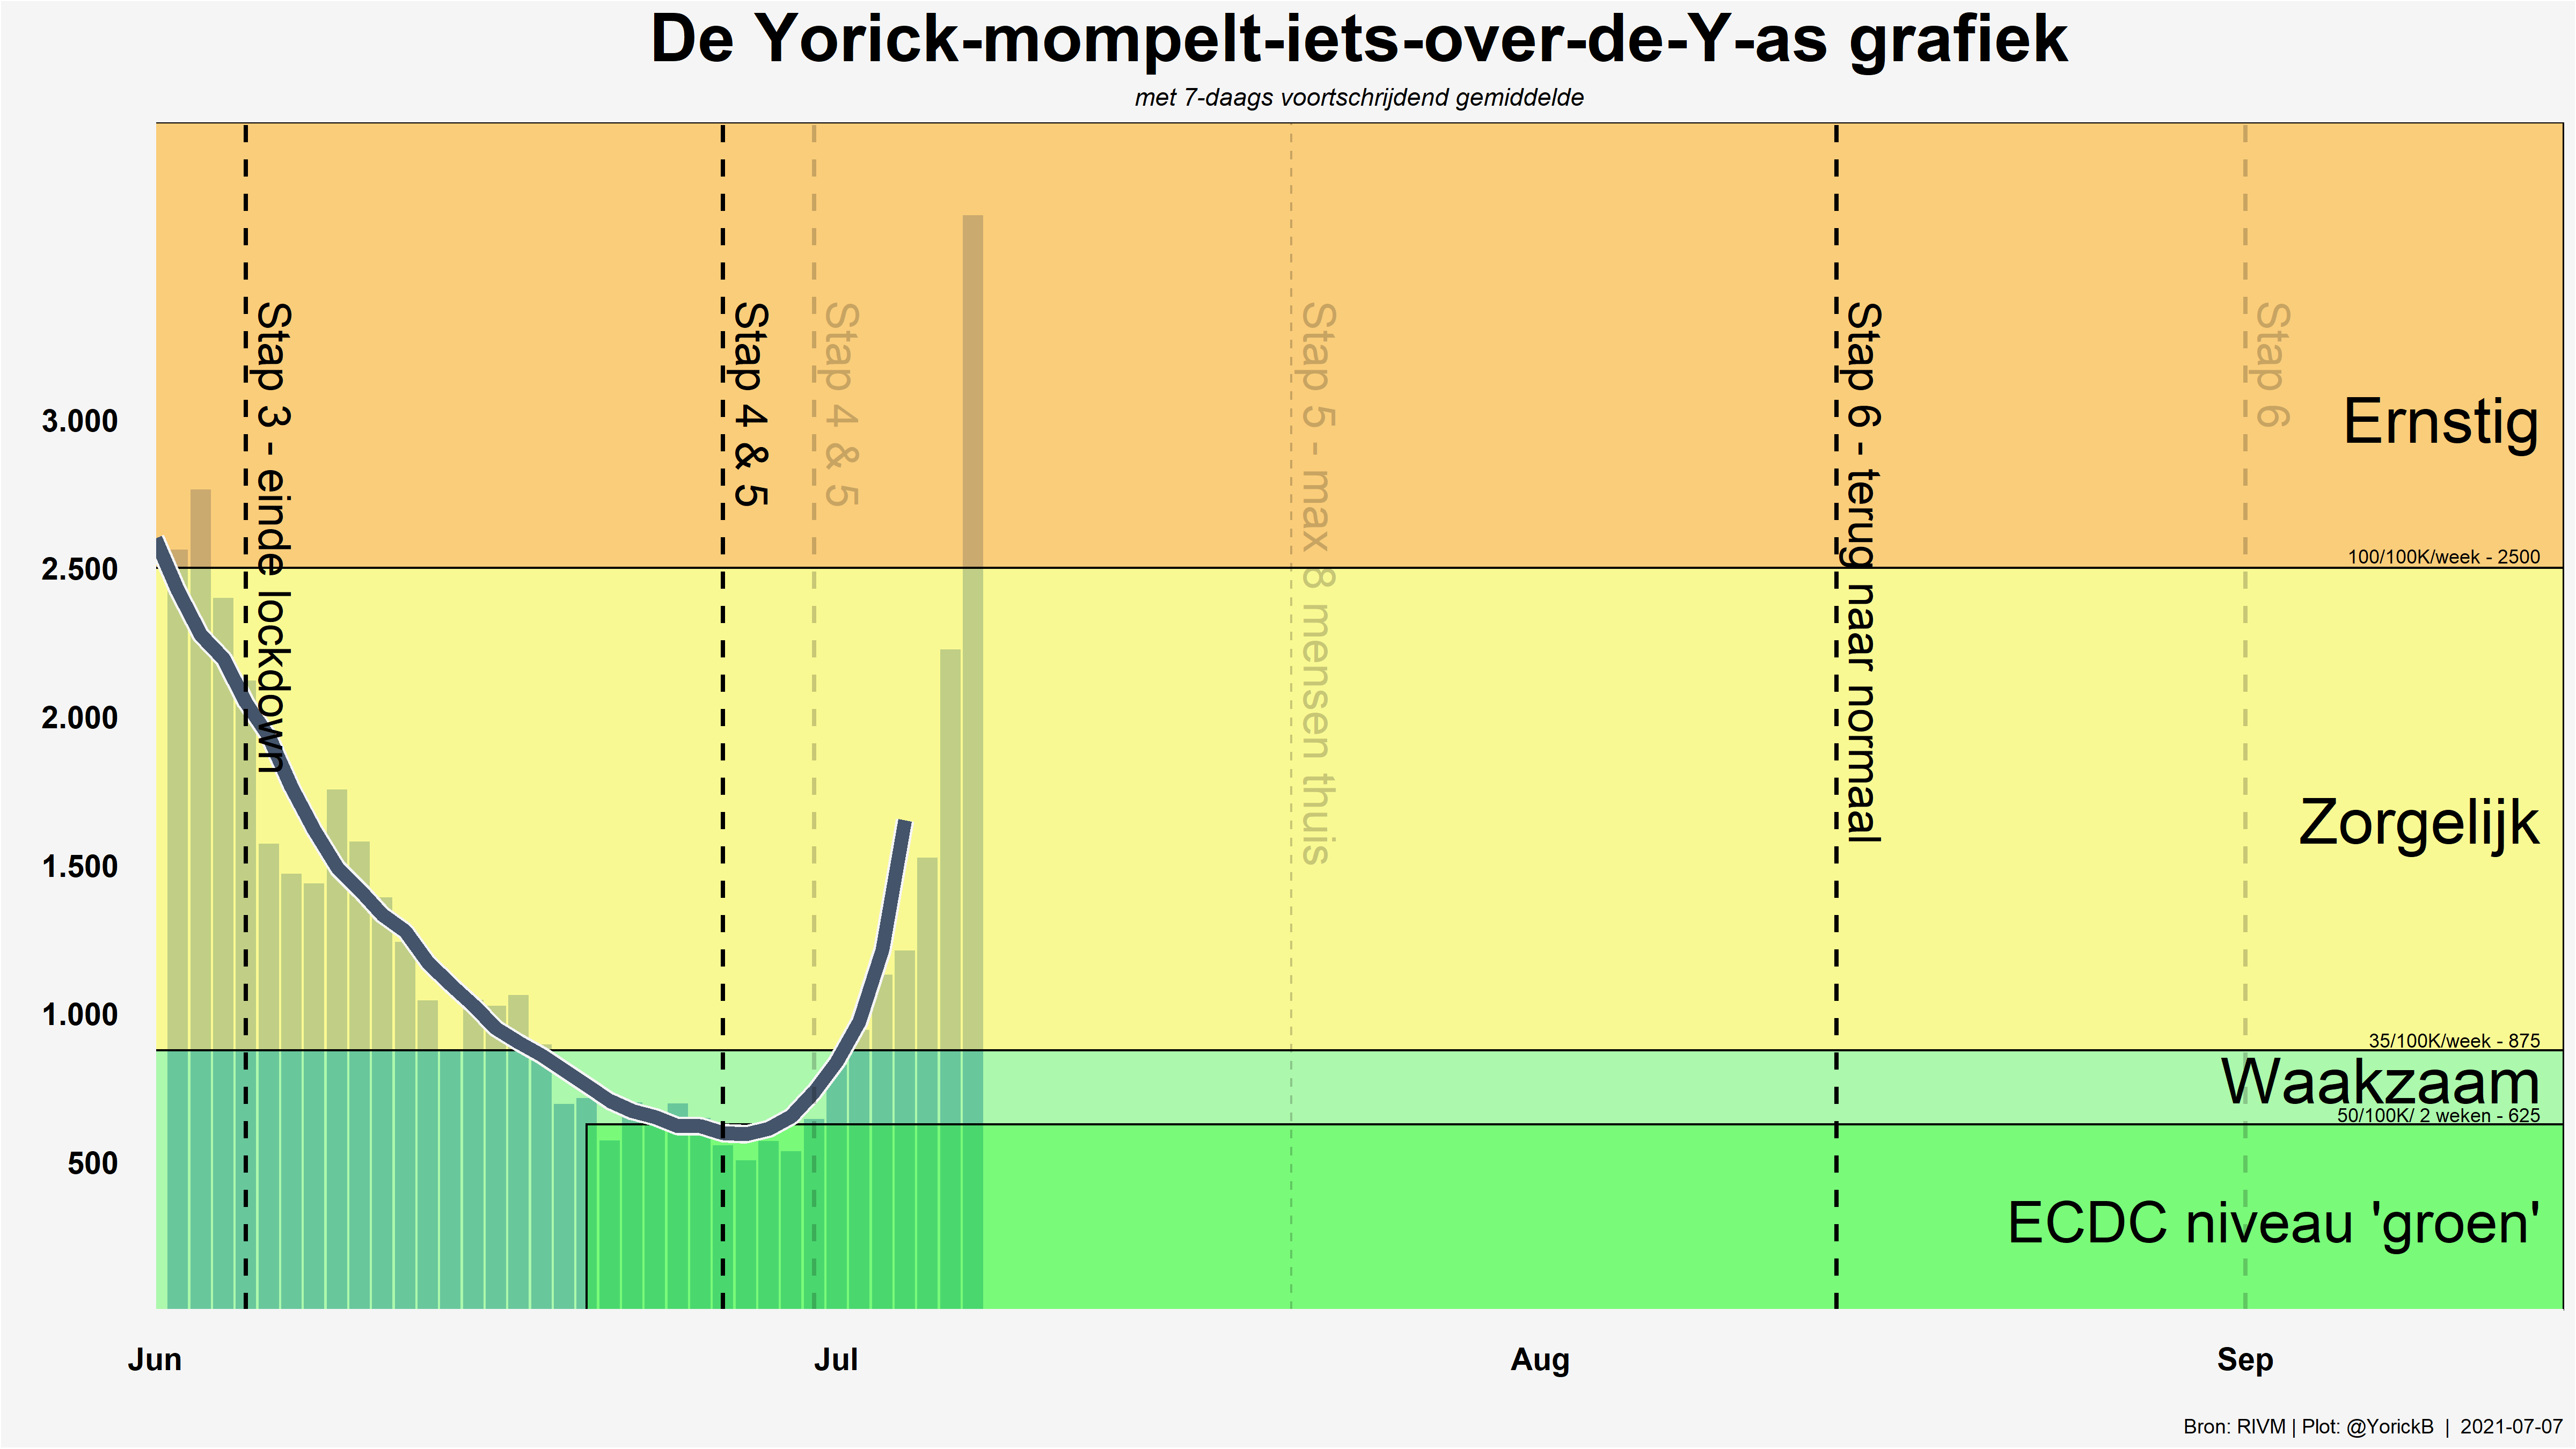 De Yorick-mompelt-iets-over-de-Y-as grafiek
met 7-daags voortschrijdend gemiddelde
Stap 3 - einde lockdown
Stap 4 & 5
Stap 4 & 5
Stap 5 - max 8 mensen thuis
Stap 6 - terug naar normaal
Stap 6
3.000
2.500
2.000
1.500
1.000
500
Ernstig
100/100K/week - 2500
Zorgelijk
35/100K/week - 875
Waakzaam
50/100K/ 2 weken - 625
ECDC niveau 'groen'
Jun
Jul
Aug
Sep
Bron: RIVM | Plot: @YorickB | 2021-07-07